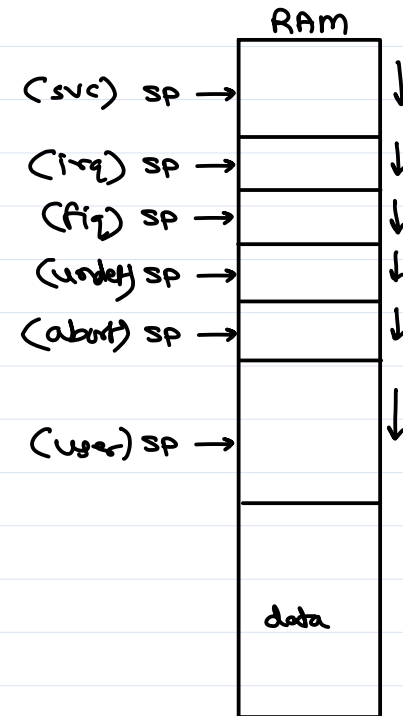 RAM
(svc) sp →
(irq) sp →
(fiq) sp →
(undef) sp →
(abort) sp →
(user) sp →
data